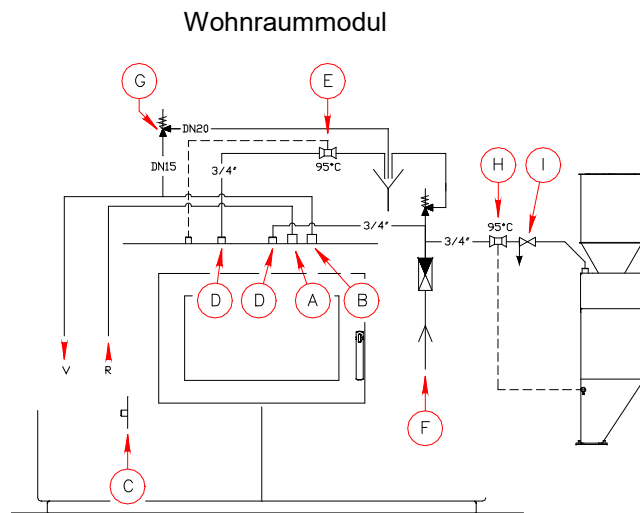 Wohnraummodul
G
E
DN20
H
I
DN15
3/4"
95°C
3/4"
95°C
3/4"
D
D
A
B
V
R
F
C